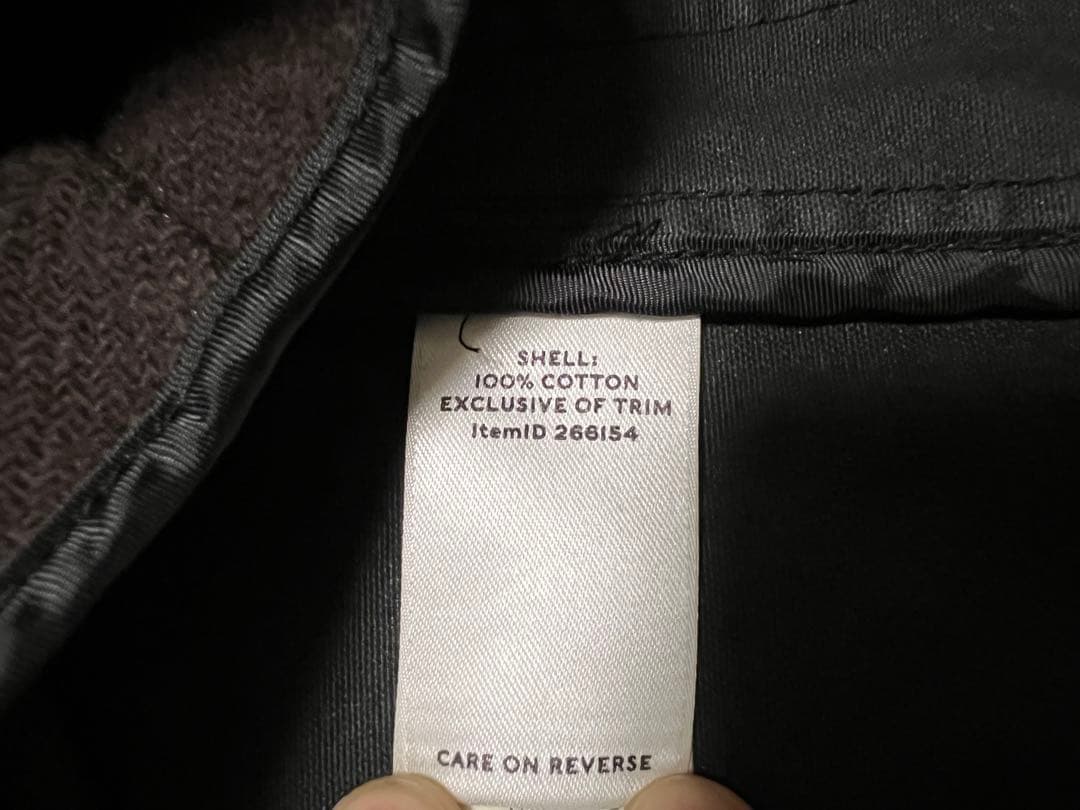 SHELL:
100% COTTON
EXCLUSIVE OF TRIM
ItemID 266154
CARE ON REVERSE